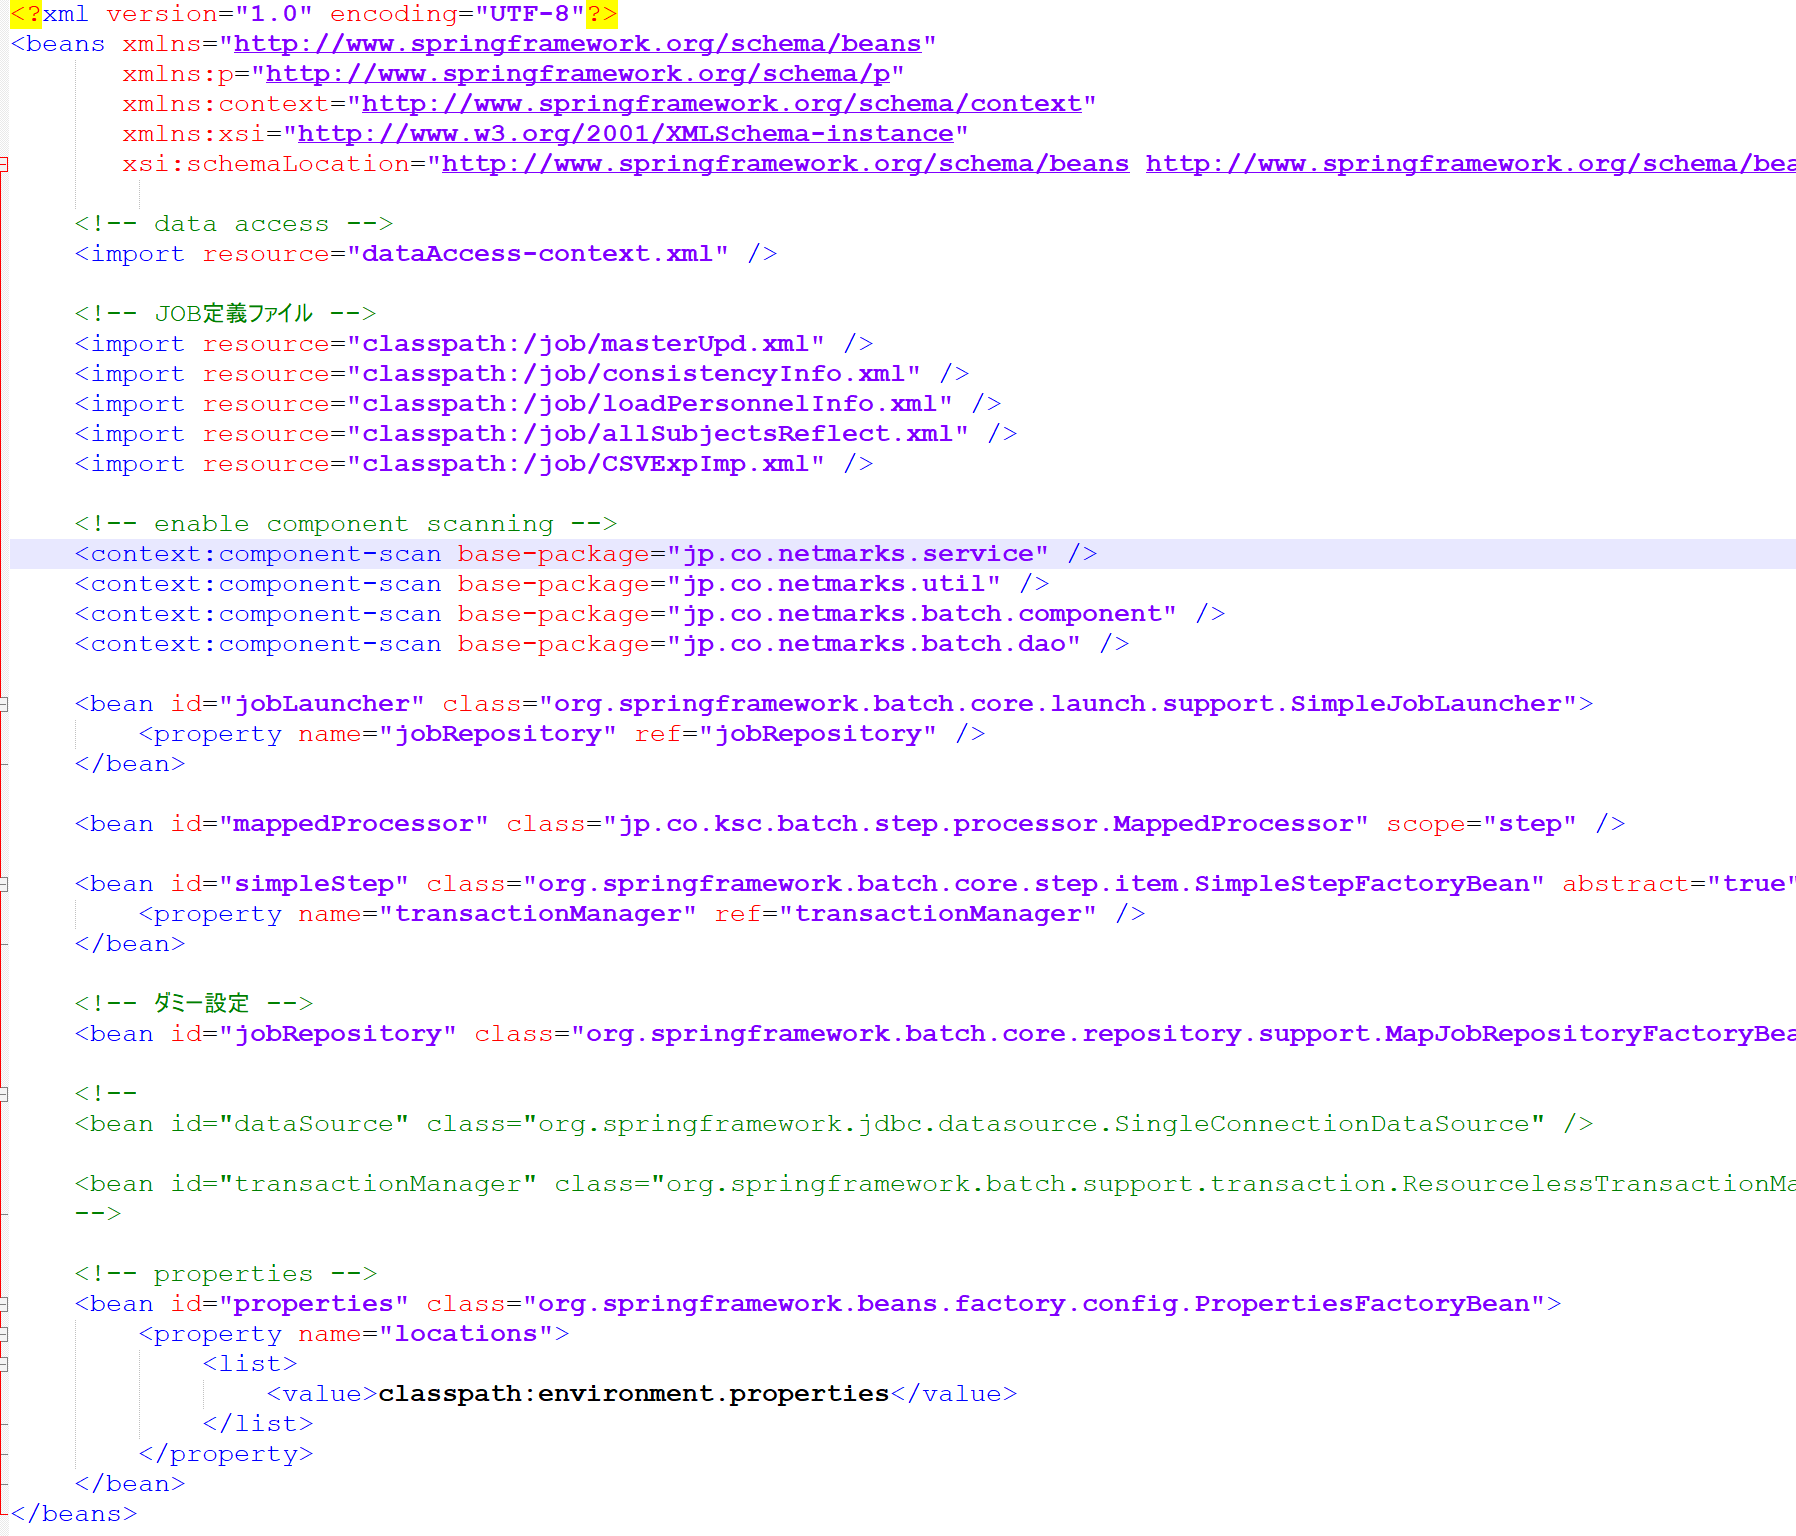 <?xml version="1.0" encoding="UTF-8"?>
<beans xmlns="http://www.springframework.org/schema/beans"
xmlns:p="http://www.springframework.org/schema/p"
xmlns:context="http://www.springframework.org/schema/context"
xmlns:xsi="http://www.w3.org/2001/XMLSchema-instance"
xsi:schemaLocation="http://www.springframework.org/schema/beans http://www.springframework.org/schema/bea
<!-- data access -->
<import resource="dataAccess-context.xml" />
<!-- JOB定義ファイル -->
<import resource="classpath:/job/masterUpd.xml" />
<import resource="classpath:/job/consistencyInfo.xml" />
<import resource="classpath:/job/loadPersonnelInfo.xml" />
<import resource="classpath:/job/allSubjectsReflect.xml" />
<import resource="classpath:/job/CSVExpImp.xml" />
<!-- enable component scanning -->
<context:component-scan base-package="jp.co.netmarks.service" />
<context:component-scan base-package="jp.co.netmarks.util" />
<context:component-scan base-package="jp.co.netmarks.batch.component" />
<context:component-scan base-package="jp.co.netmarks.batch.dao" />
<bean id="jobLauncher" class="org.springframework.batch.core.launch.support.SimpleJobLauncher">
<property name="jobRepository" ref="jobRepository" />
</bean>
<bean id="mappedProcessor" class="jp.co.ksc.batch.step.processor.MappedProcessor" scope="step" />
<bean id="simpleStep" class="org.springframework.batch.core.step.item.SimpleStepFactoryBean" abstract="true"
<property name="transactionManager" ref="transactionManager" />
</bean>
<!-- ダミー設定 -->
<bean id="jobRepository" class="org.springframework.batch.core.repository.support.MapJobRepositoryFactoryBea
<!--
<bean id="dataSource" class="org.springframework.jdbc.datasource.SingleConnectionDataSource" />
<bean id="transactionManager" class="org.springframework.batch.support.transaction.ResourcelessTransactionMa
-->
<!-- properties -->
<bean id="properties" class="org.springframework.beans.factory.config.PropertiesFactoryBean">
<property name="locations">
<list>
<value>classpath:environment.properties</value>
</list>
</property>
</bean>
</beans>